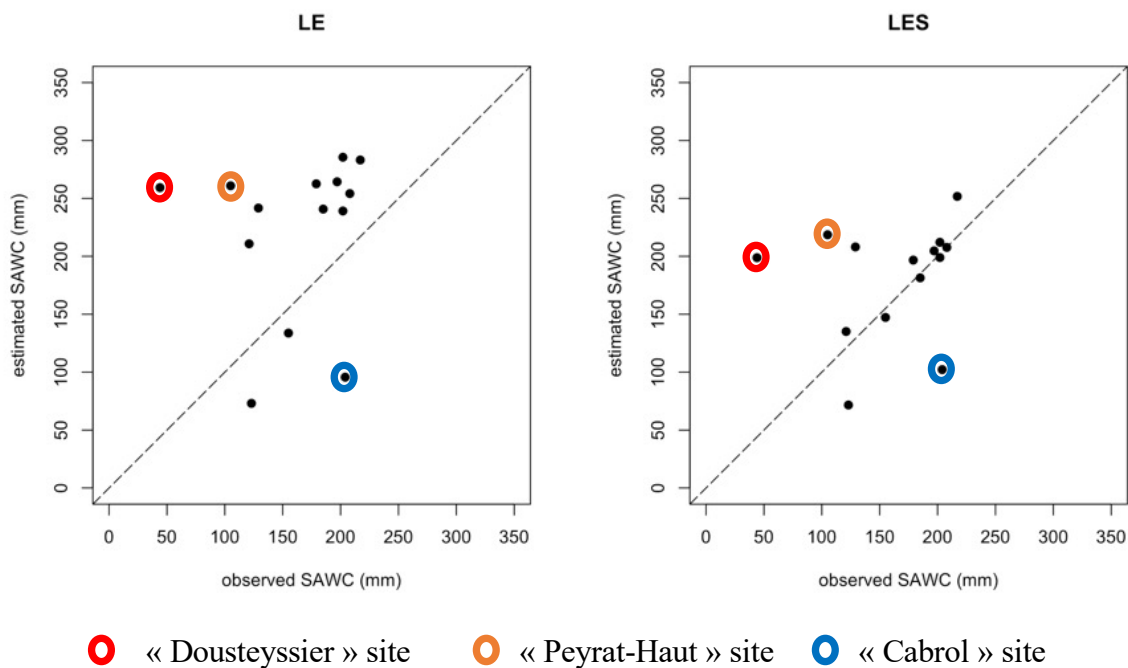 LE
LES
estimated SAWC (mm)
0 50 100 150 200 250 300 350
0 50 100 150 200 250 300 350
observed SAWC (mm)
estimated SAWC (mm)
0 50 100 150 200 250 300 350
0 50 100 150 200 250 300 350
observed SAWC (mm)
« Dousteyssier » site
« Peyrat-Haut » site
« Cabrol » site